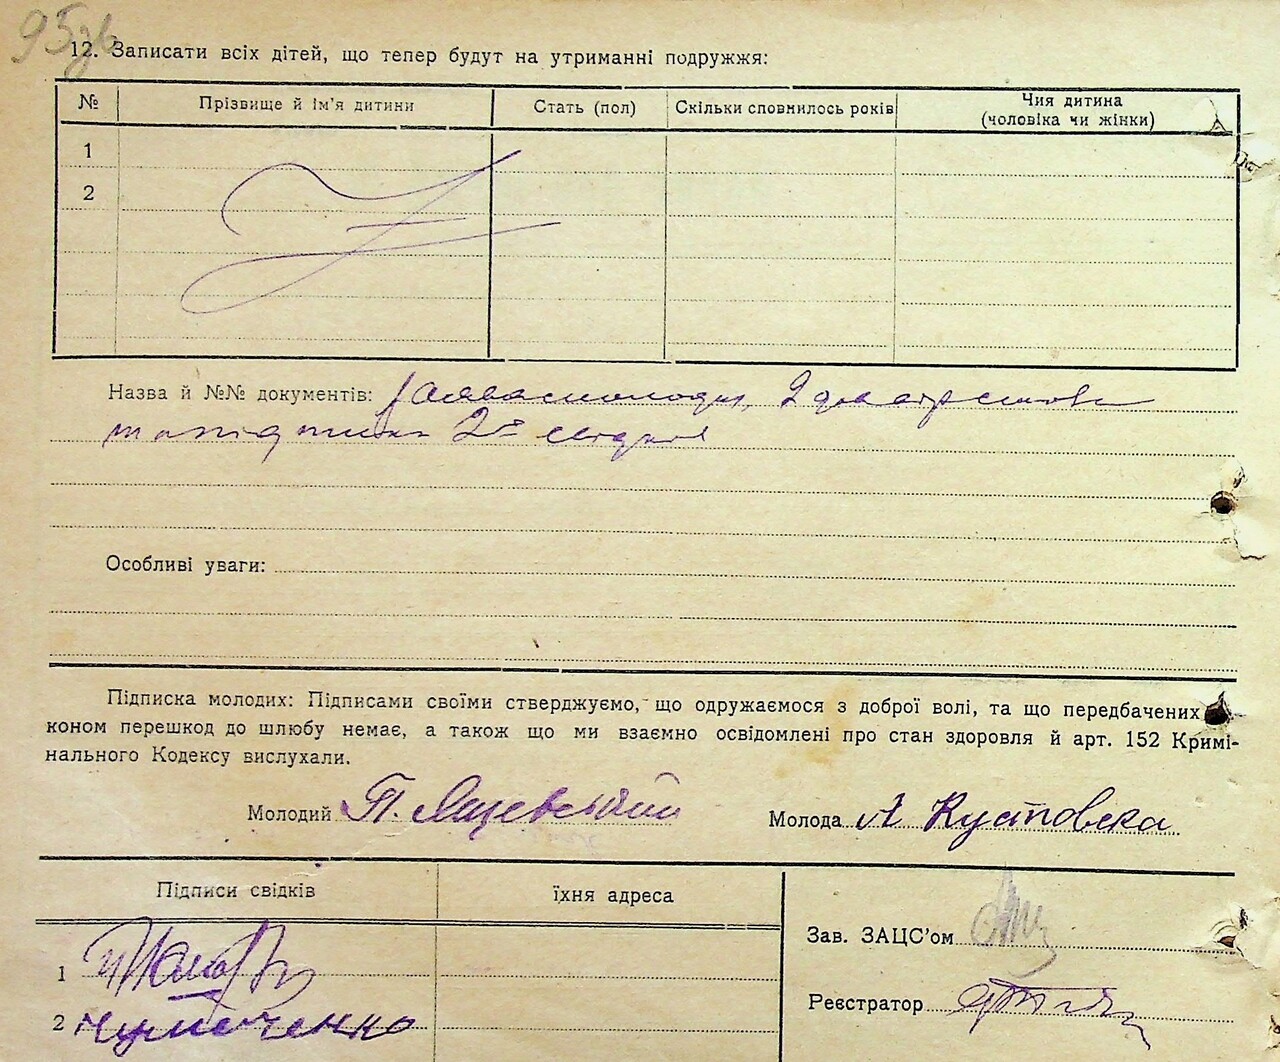 12. Записати всіх дітей, що тепер будут на утриманні подружжя:
№ Прізвище й ім'я дитини Стать (пол) Скільки сповнилось років Чия дитина (чоловіка чи жінки)
1
2
Назва й №№ документів:
Особливі уваги:
Підписка молодих: Підписами своїми стверджуємо, що одружаємося з доброї волі, та що передбачених
коном перешкод до шлюбу немає, а також що ми взаємно освідомлені про стан здоровля й арт. 152 Кримі-
нального Кодексу вислухали.
Молодий П. Яцевський Молода А Кустовска
Підписи свідків їхня адреса
Зав. ЗАЦС'ом
1
Реєстратор
2